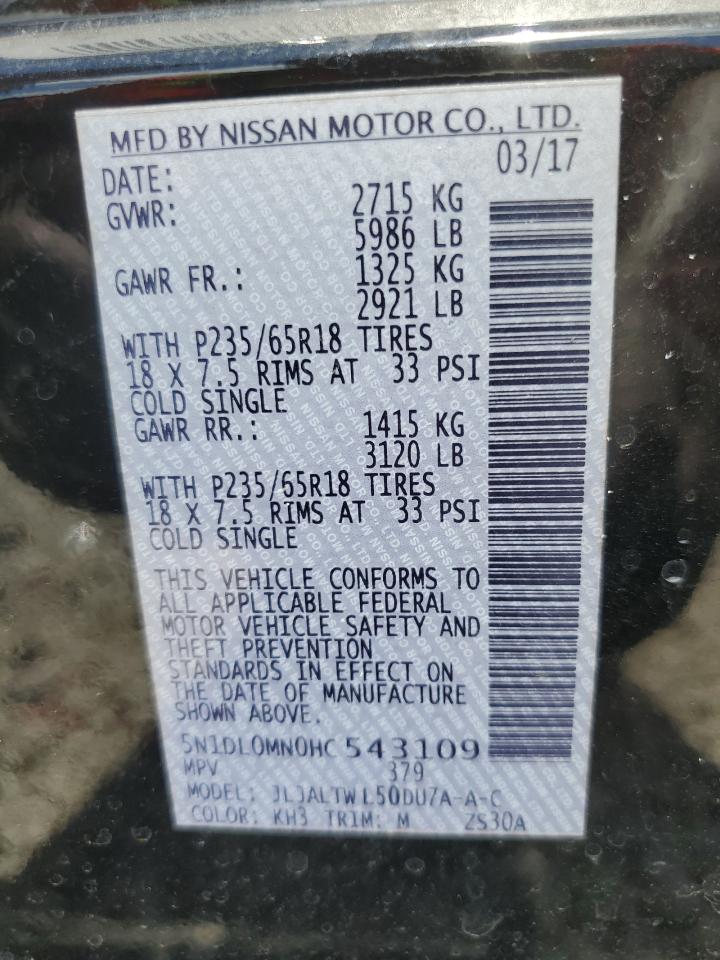 MFD BY NISSAN MOTOR CO., LTD.
DATE: 03/17
GVWR: 2715 KG
5986 LB
GAWR FR.: 1325 KG
2921 LB
WITH P235/65R18 TIRES
18 X 7.5 RIMS AT 33 PSI
COLD SINGLE
GAWR RR.: 1415 KG
3120 LB
WITH P235/65R18 TIRES
18 X 7.5 RIMS AT 33 PSI
COLD SINGLE
THIS VEHICLE CONFORMS TO
ALL APPLICABLE FEDERAL
MOTOR VEHICLE SAFETY AND
THEFT PREVENTION
STANDARDS IN EFFECT ON
THE DATE OF MANUFACTURE
SHOWN ABOVE.
5N1DL0MN0HC543109
MPV 379
MODEL: JLJALTWL50DU7A-A-C
COLOR: KH3 TRIM: M ZS30A